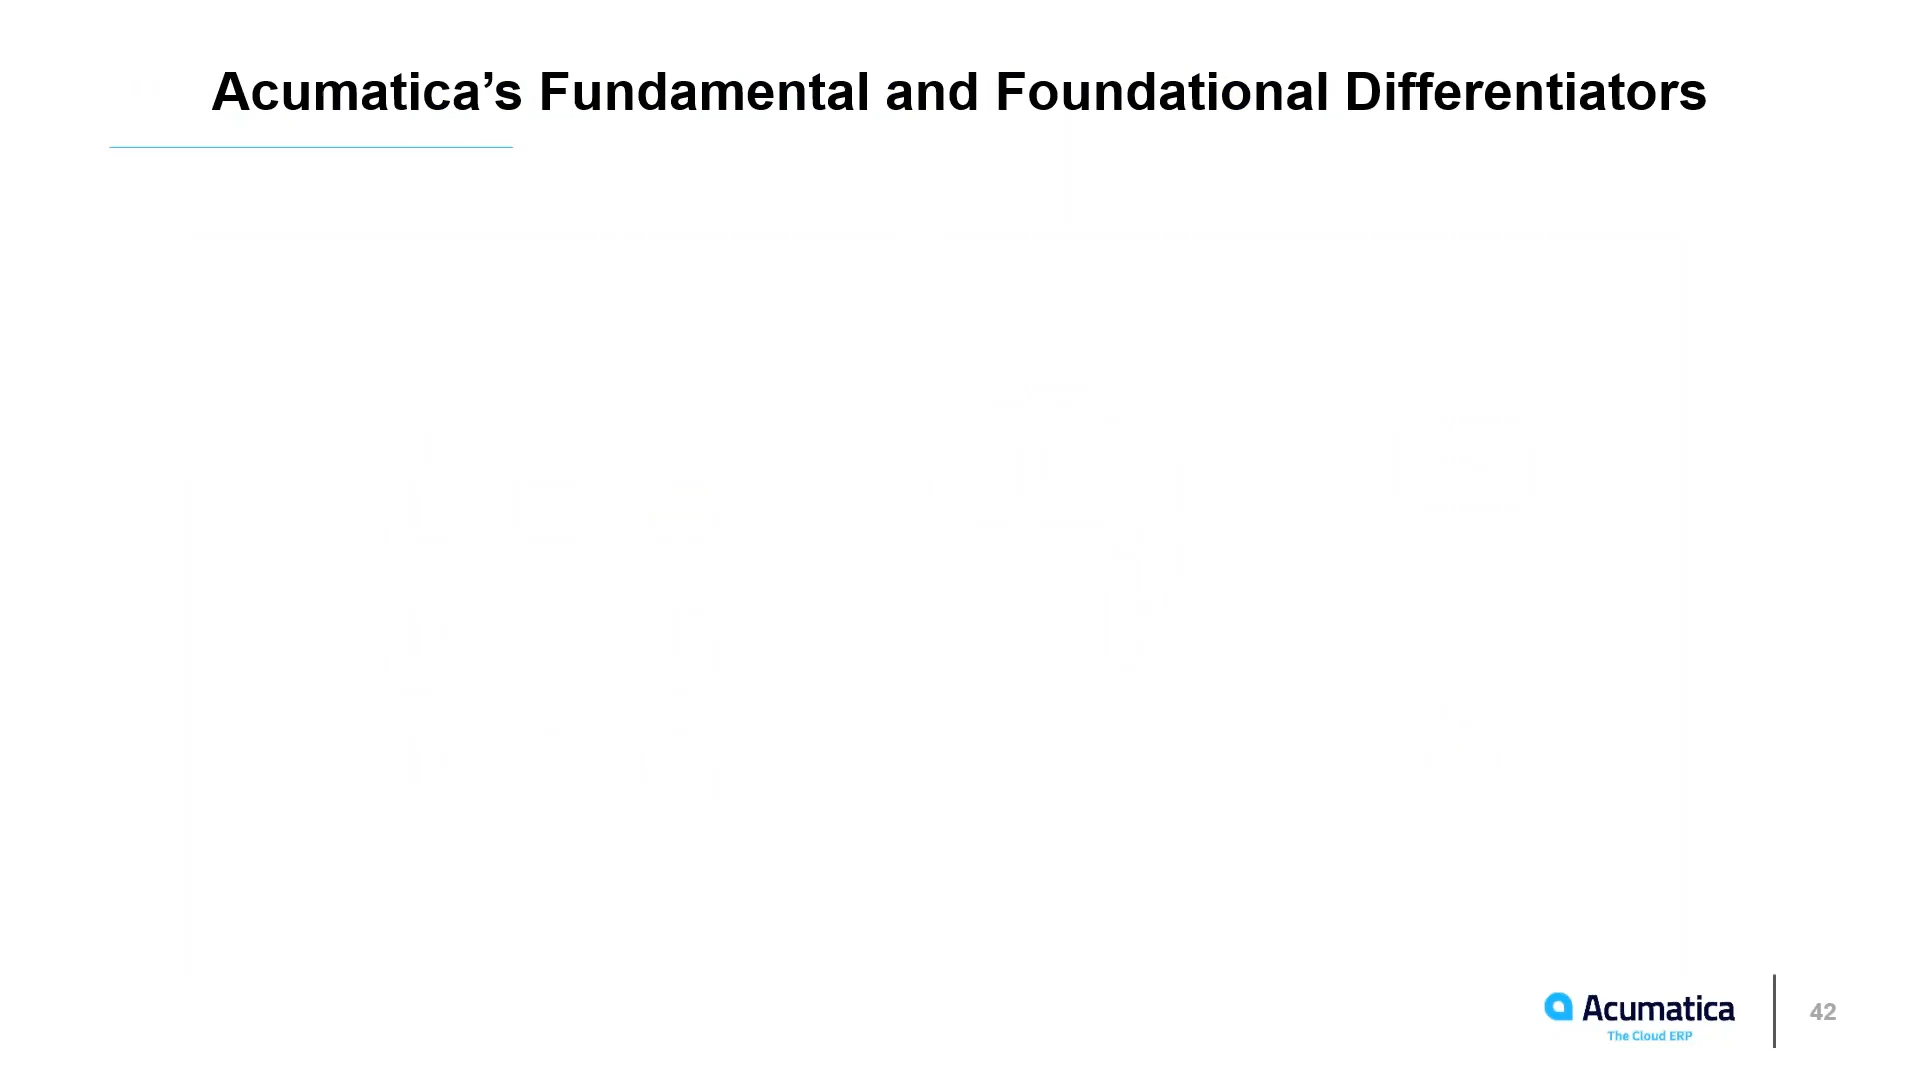 Acumatica’s Fundamental and Foundational Differentiators
Acumatica
The Cloud ERP
42